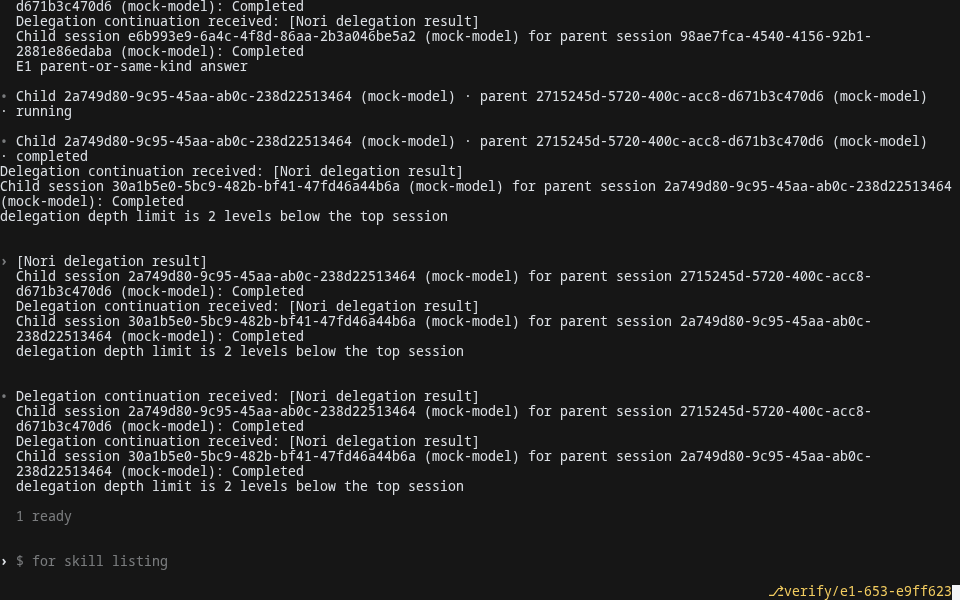 d671b3c470d6 (mock-model): Completed
Delegation continuation received: [Nori delegation result]
Child session e6b993e9-6a4c-4f8d-86aa-2b3a046be5a2 (mock-model) for parent session 98ae7fca-4540-4156-92b1-
2881e86edaba (mock-model): Completed
E1 parent-or-same-kind answer
• Child 2a749d80-9c95-45aa-ab0c-238d22513464 (mock-model) · parent 2715245d-5720-400c-acc8-d671b3c470d6 (mock-model)
· running
• Child 2a749d80-9c95-45aa-ab0c-238d22513464 (mock-model) · parent 2715245d-5720-400c-acc8-d671b3c470d6 (mock-model)
· completed
Delegation continuation received: [Nori delegation result]
Child session 30a1b5e0-5bc9-482b-bf41-47fd46a44b6a (mock-model) for parent session 2a749d80-9c95-45aa-ab0c-238d22513464
(mock-model): Completed
delegation depth limit is 2 levels below the top session
› [Nori delegation result]
Child session 2a749d80-9c95-45aa-ab0c-238d22513464 (mock-model) for parent session 2715245d-5720-400c-acc8-
d671b3c470d6 (mock-model): Completed
Delegation continuation received: [Nori delegation result]
Child session 30a1b5e0-5bc9-482b-bf41-47fd46a44b6a (mock-model) for parent session 2a749d80-9c95-45aa-ab0c-
238d22513464 (mock-model): Completed
delegation depth limit is 2 levels below the top session
• Delegation continuation received: [Nori delegation result]
Child session 2a749d80-9c95-45aa-ab0c-238d22513464 (mock-model) for parent session 2715245d-5720-400c-acc8-
d671b3c470d6 (mock-model): Completed
Delegation continuation received: [Nori delegation result]
Child session 30a1b5e0-5bc9-482b-bf41-47fd46a44b6a (mock-model) for parent session 2a749d80-9c95-45aa-ab0c-
238d22513464 (mock-model): Completed
delegation depth limit is 2 levels below the top session
1 ready
› $ for skill listing
⎇verify/e1-653-e9ff623